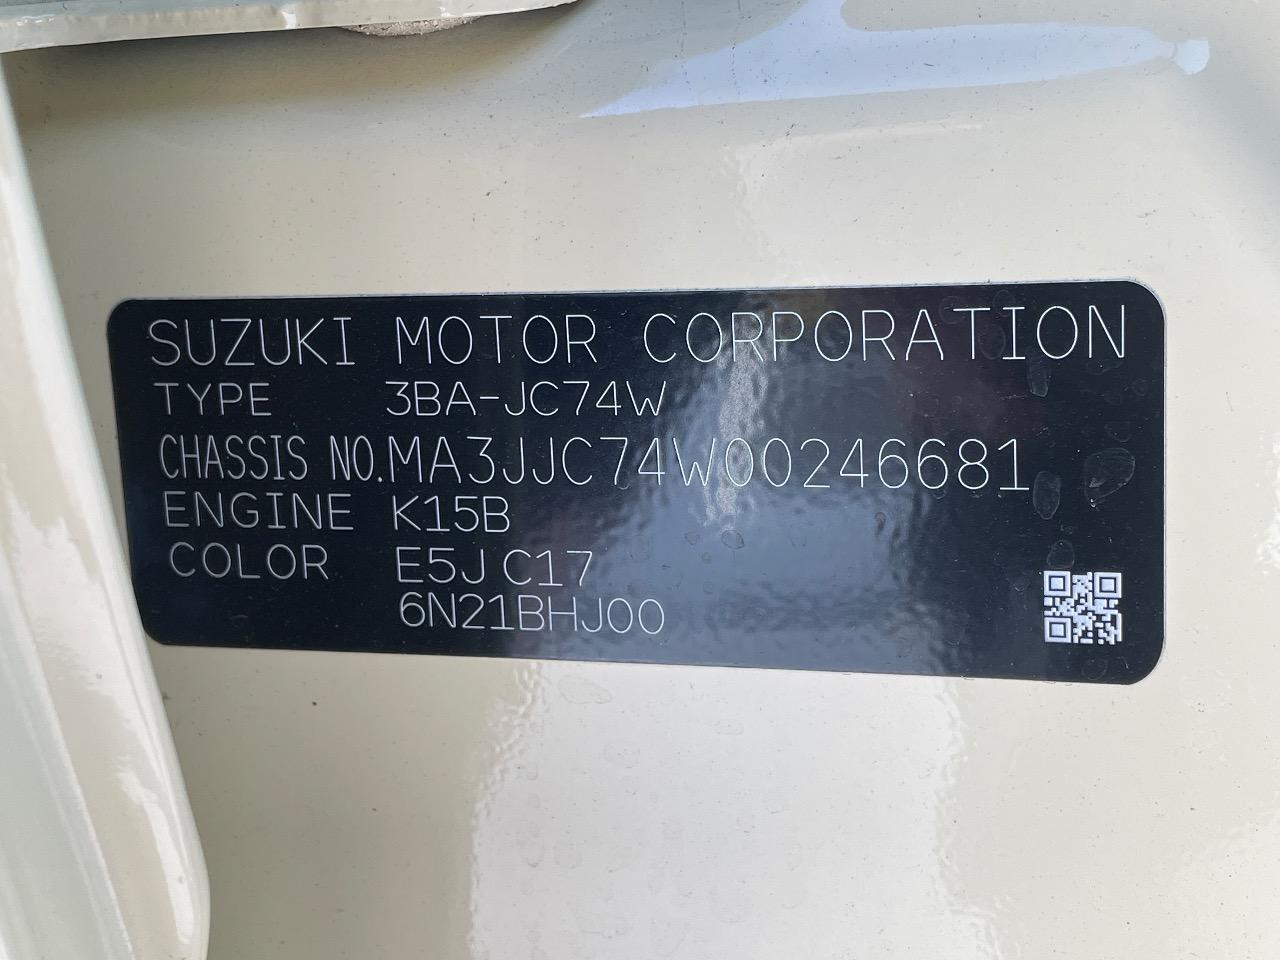 SUZUKI MOTOR CORPORATION
TYPE 3BA-JC74W
CHASSIS NO. MA3JJC74W00246681
ENGINE K15B
COLOR E5J C17
6N21BHJ00